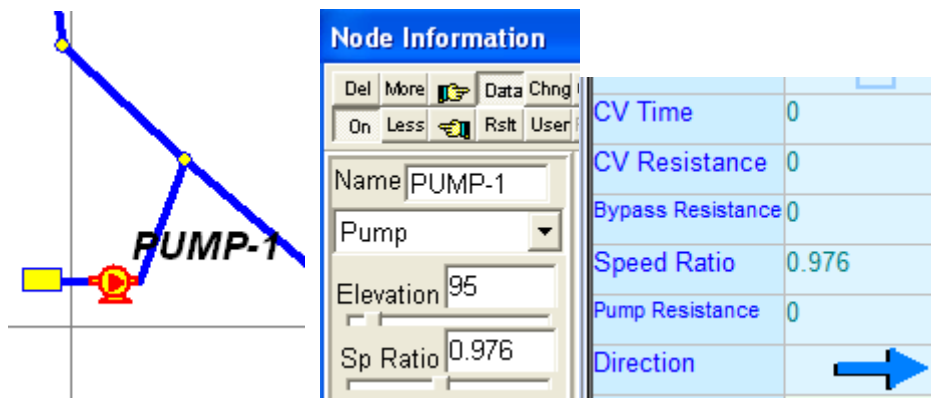 PUMP-1
Node Information
Del More Data Chng
On Less Rslt User
Name PUMP-1
Pump
Elevation 95
Sp Ratio 0.976
CV Time 0
CV Resistance 0
Bypass Resistance 0
Speed Ratio 0.976
Pump Resistance 0
Direction